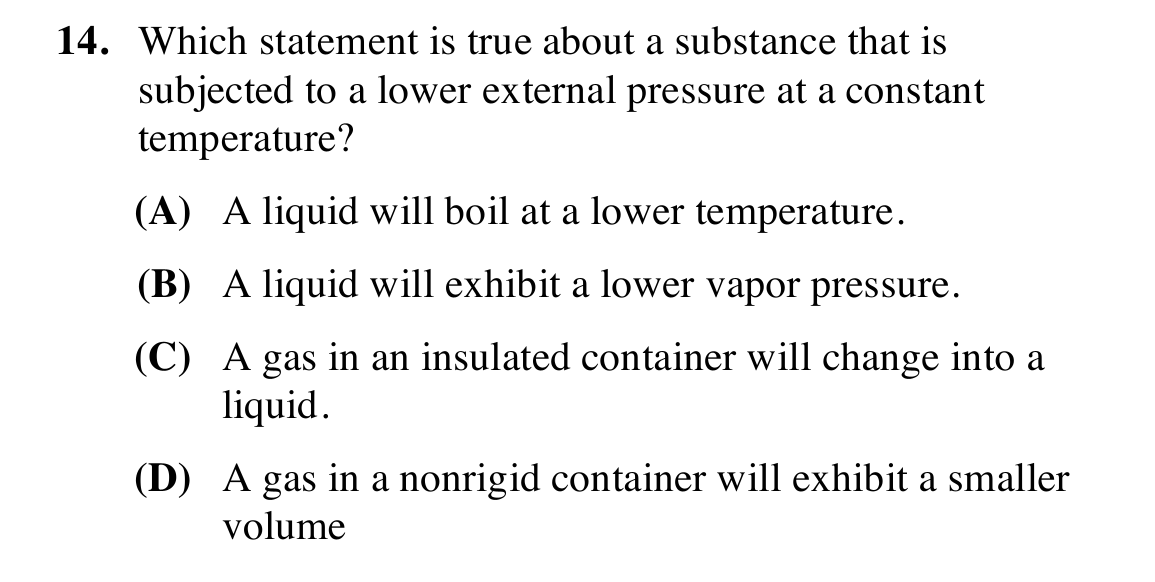 14. Which statement is true about a substance that is
subjected to a lower external pressure at a constant
temperature?
(A) A liquid will boil at a lower temperature.
(B) A liquid will exhibit a lower vapor pressure.
(C) A gas in an insulated container will change into a
liquid.
(D) A gas in a nonrigid container will exhibit a smaller
volume